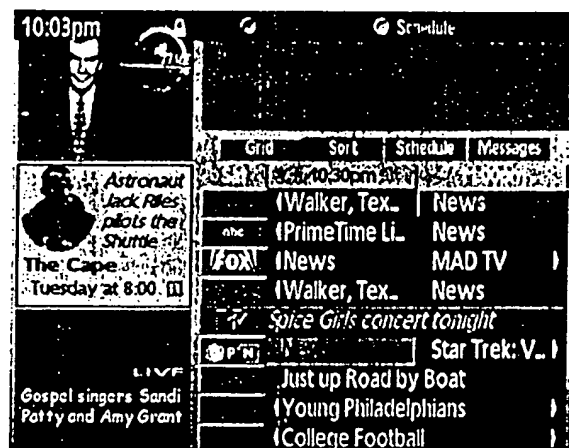 10:03pm
Schedule
Grid Sort Schedule Messages
10:30pm
Astronaut
Jack Riles
pilots the
Shuttle
The Cape
Tuesday at 8:00
Walker, Tex... News
abc PrimeTime Li... News
FOX News MAD TV
Walker, Tex...
Spice Girls concert tonight
Star Trek: V...
LIVE
Gospel singers Sandi
Patty and Amy Grant
Just up Road by Boat
Young Philadelphians
College Football